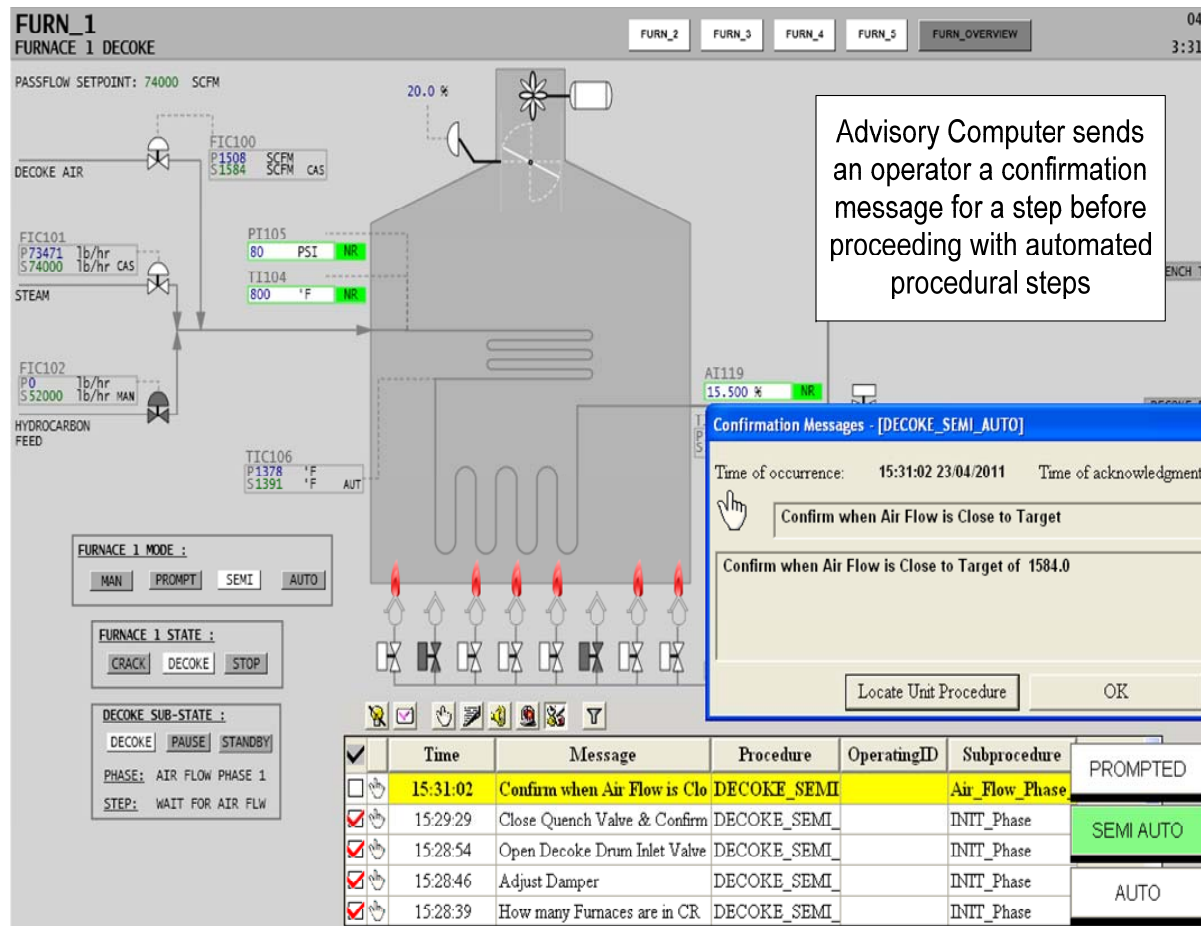 FURN_1
FURNACE 1 DECOKE
FURN_2
FURN_3
FURN_4
FURN_5
FURN_OVERVIEW
04
3:31
PASSFLOW SETPOINT: 74000 SCFM
20.0 %
Advisory Computer sends
an operator a confirmation
message for a step before
proceeding with automated
procedural steps
FIC100
P 1508 SCFM
S 1584 SCFM CAS
DECOKE AIR
FIC101
P 73471 lb/hr
S 74000 lb/hr CAS
STEAM
PI105
80 PSI NR
TI104
800 'F NR
ENCH T
FIC102
P 0 lb/hr
S 52000 lb/hr MAN
HYDROCARBON
FEED
AI119
15.500 % NR
TIC106
P 1378 'F
S 1391 'F AUT
Confirmation Messages - [DECOKE_SEMI_AUTO]
Time of occurrence: 15:31:02 23/04/2011 Time of acknowledgment
Confirm when Air Flow is Close to Target
Confirm when Air Flow is Close to Target of 1584.0
Locate Unit Procedure
OK
FURNACE 1 MODE :
MAN PROMPT SEMI AUTO
FURNACE 1 STATE :
CRACK DECOKE STOP
DECOKE SUB-STATE :
DECOKE PAUSE STANDBY
PHASE: AIR FLOW PHASE 1
STEP: WAIT FOR AIR FLW
Time Message Procedure OperatingID Subprocedure
15:31:02 Confirm when Air Flow is Clo DECOKE_SEMI Air_Flow_Phase_
15:29:29 Close Quench Valve & Confirm DECOKE_SEMI_ INIT_Phase
15:28:54 Open Decoke Drum Inlet Valve DECOKE_SEMI_ INIT_Phase
15:28:46 Adjust Damper DECOKE_SEMI_ INIT_Phase
15:28:39 How many Furnaces are in CR DECOKE_SEMI_ INIT_Phase
PROMPTED
SEMI AUTO
AUTO